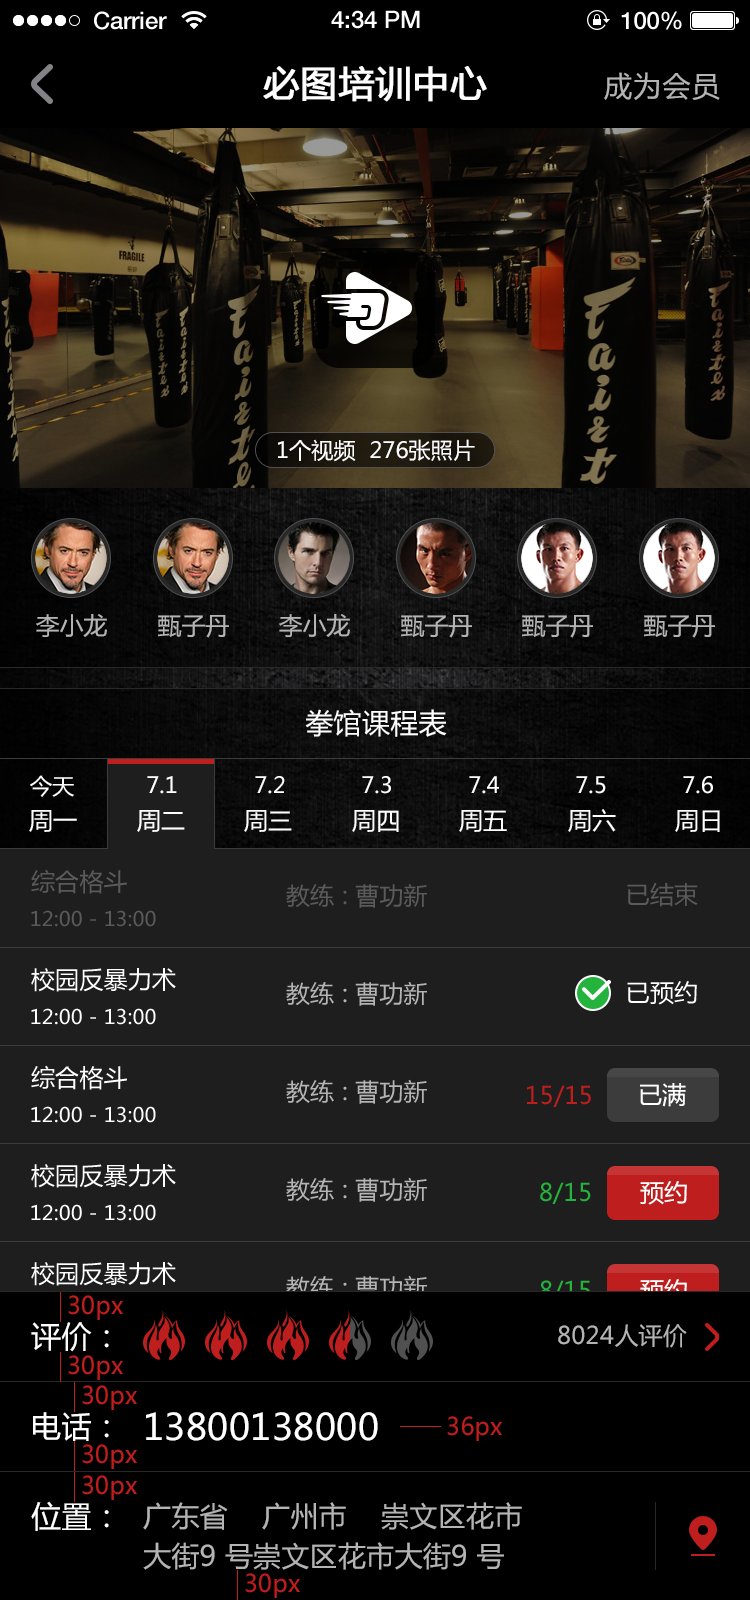 Carrier 4:34 PM 100%
必图培训中心 成为会员
FRAGILE
Fairtex
Fairtex
Fairtex
Fairtex
Fairtex
1个视频 276张照片
李小龙 甄子丹 李小龙 甄子丹 甄子丹 甄子丹
拳馆课程表
今天 7.1 7.2 7.3 7.4 7.5 7.6
周一 周二 周三 周四 周五 周六 周日
综合格斗 教练：曹功新 已结束
12:00 - 13:00
校园反暴力术 教练：曹功新 已预约
12:00 - 13:00
综合格斗 教练：曹功新 15/15 已满
12:00 - 13:00
校园反暴力术 教练：曹功新 8/15 预约
12:00 - 13:00
校园反暴力术 教练：曹功新 8/15 预约
30px
评价： 8024人评价
30px
30px
电话： 13800138000 36px
30px
30px
位置： 广东省 广州市 崇文区花市
大街9 号崇文区花市大街9 号
30px